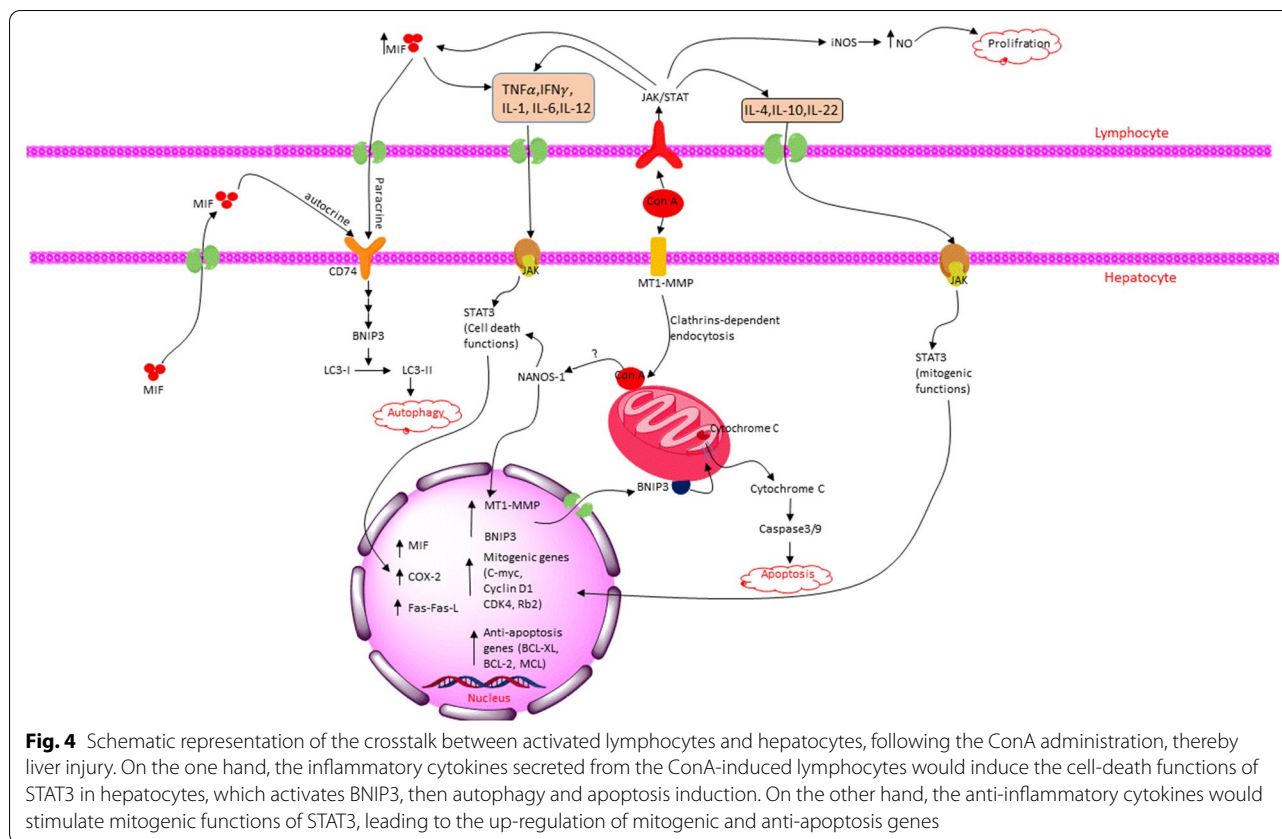 MIF
iNOS
NO
Prolifration
TNFα,IFNγ,
IL-1, IL-6,IL-12
JAK/STAT
IL-4,IL-10,IL-22
Lymphocyte
Paracrine
autocrine
MIF
Con A
CD74
JAK
MT1-MMP
JAK
Hepatocyte
BNIP3
LC3-I
LC3-II
Autophagy
MIF
STAT3
(Cell death
functions)
Clathrins-dependent
endocytosis
?
NANOS-1
Con A
STAT3
(mitogenic
functions)
Cytochrome C
BNIP3
Cytochrome C
Caspase3/9
Apoptosis
MT1-MMP
BNIP3
MIF
COX-2
Fas-Fas-L
Mitogenic genes
(C-myc,
Cyclin D1
CDK4, Rb2)
Anti-apoptosis
genes (BCL-XL,
BCL-2, MCL)
Nucleus
Fig. 4 Schematic representation of the crosstalk between activated lymphocytes and hepatocytes, following the ConA administration, thereby
liver injury. On the one hand, the inflammatory cytokines secreted from the ConA-induced lymphocytes would induce the cell-death functions of
STAT3 in hepatocytes, which activates BNIP3, then autophagy and apoptosis induction. On the other hand, the anti-inflammatory cytokines would
stimulate mitogenic functions of STAT3, leading to the up-regulation of mitogenic and anti-apoptosis genes